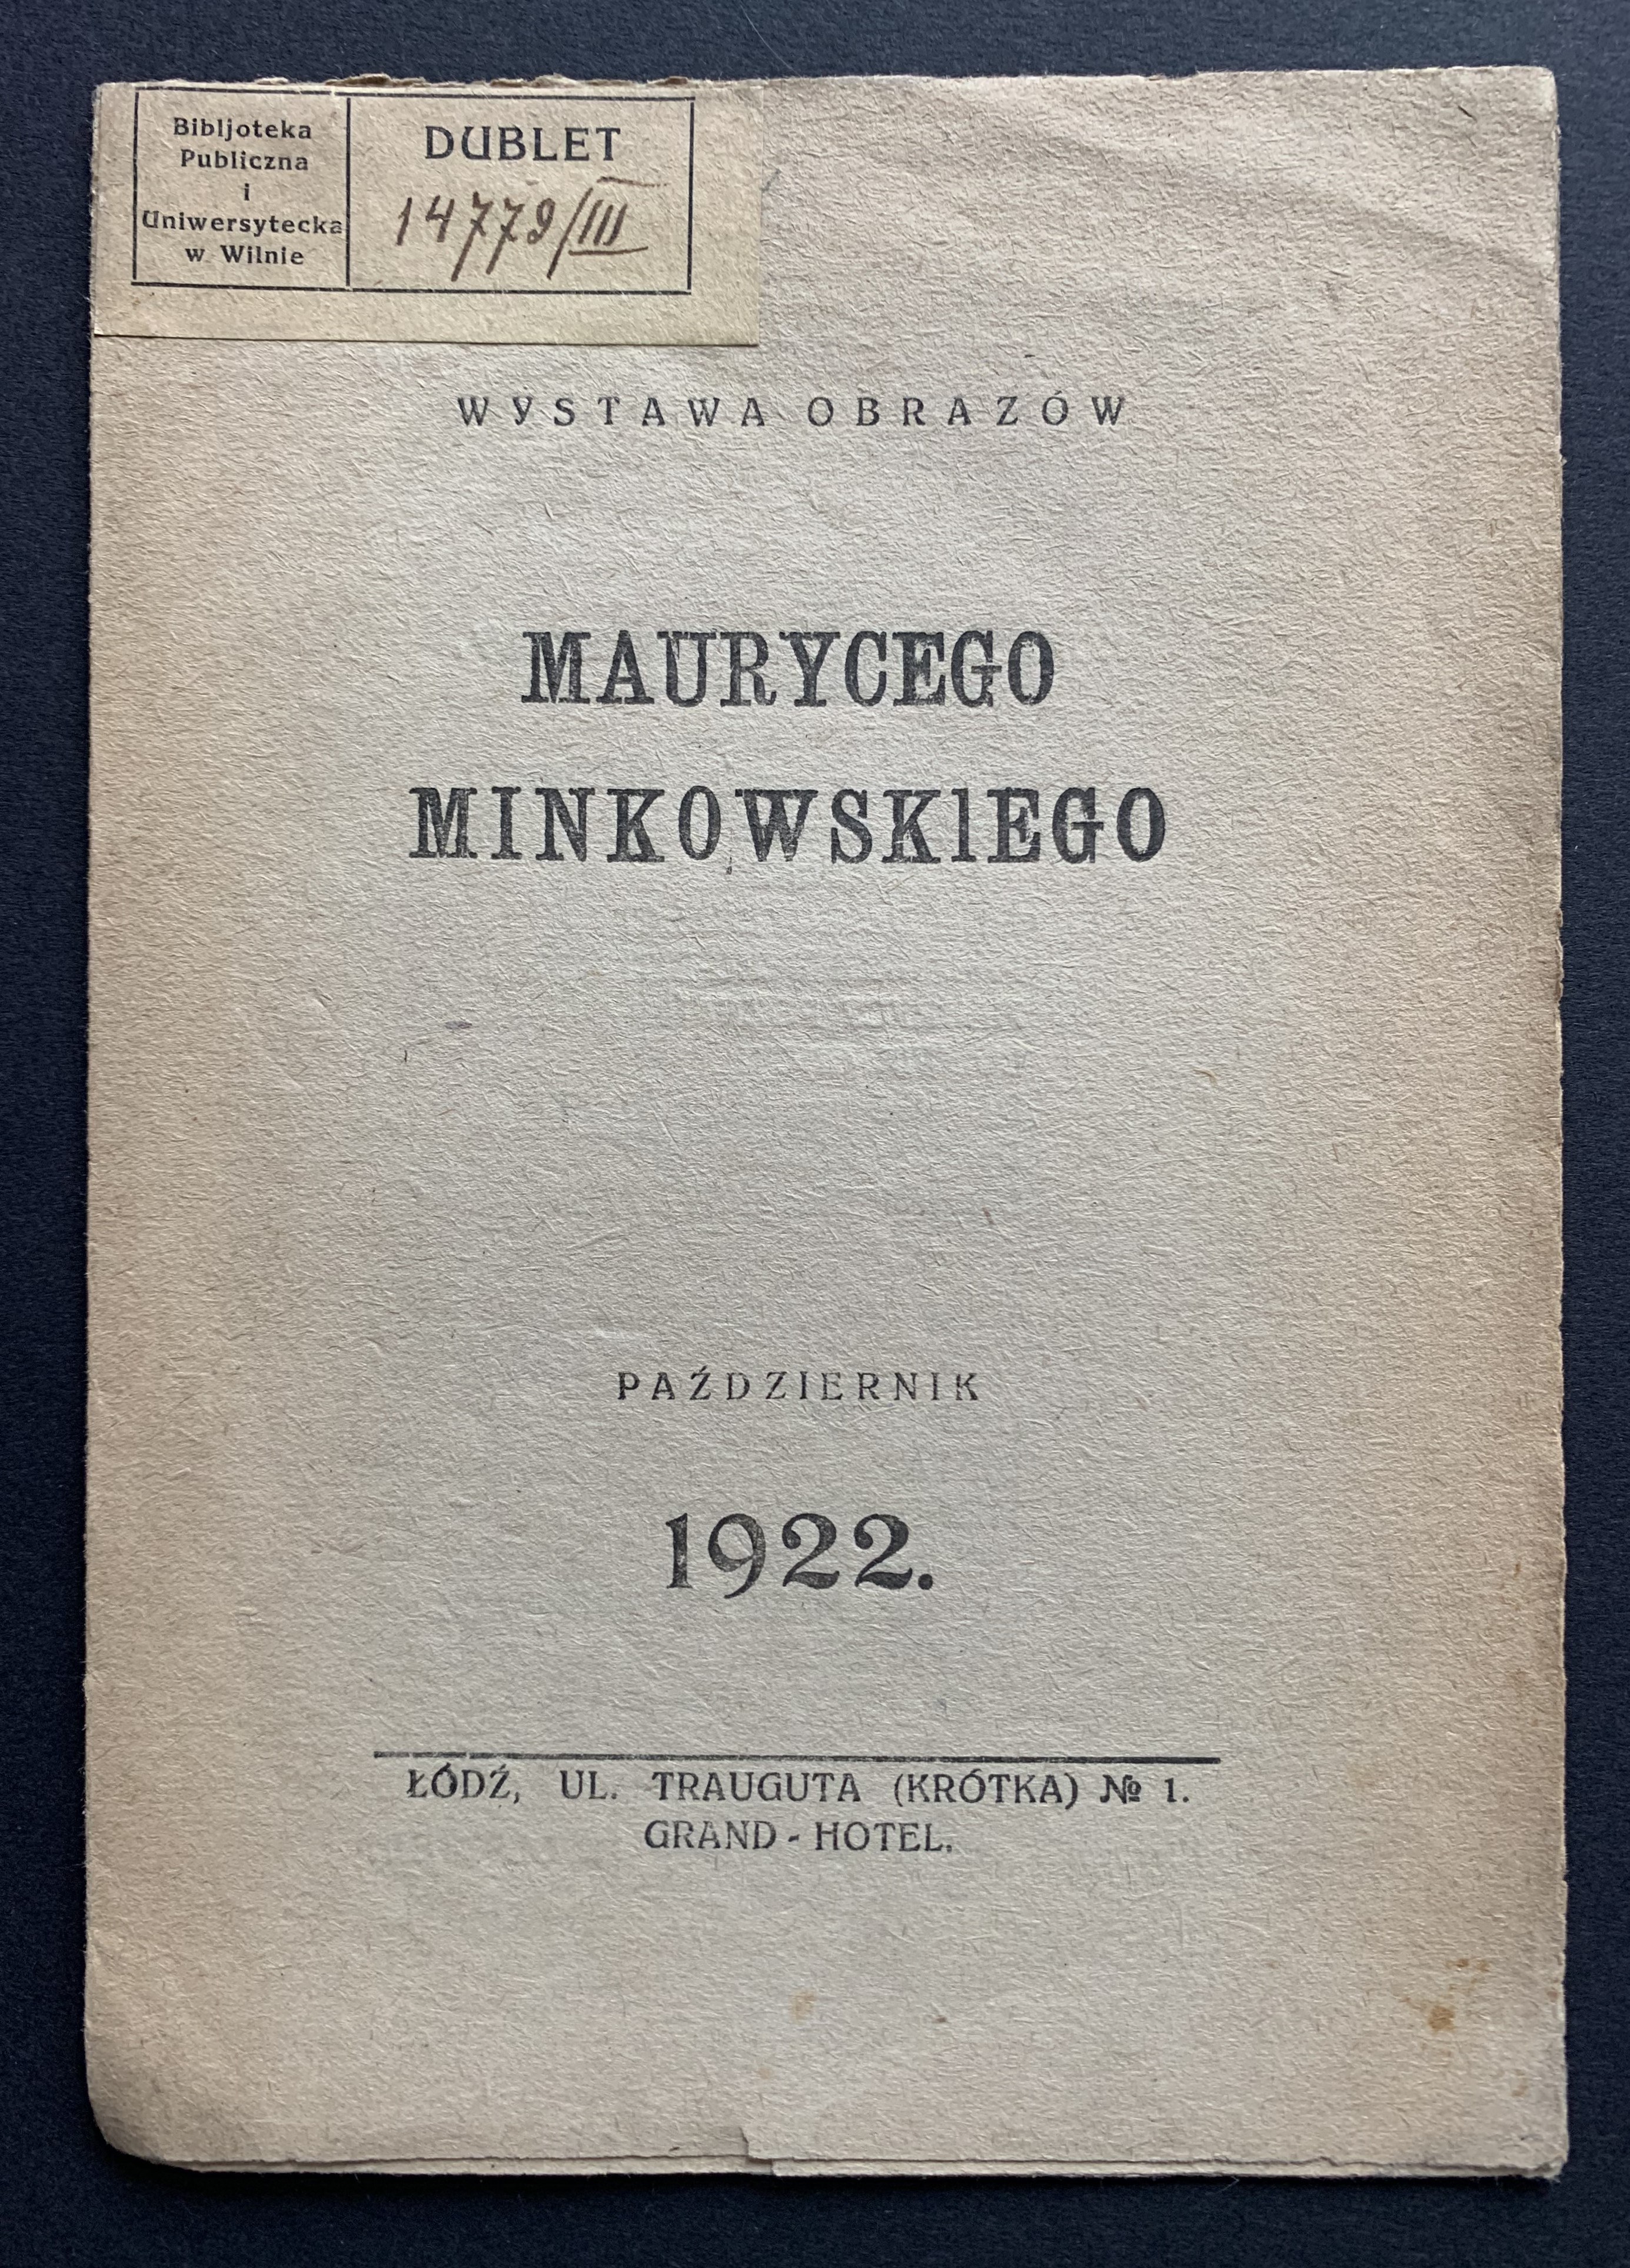 Bibljoteka
Publiczna
i
Uniwersytecka
w Wilnie
DUBLET
14779/III
WYSTAWA OBRAZÓW
MAURYCEGO
MINKOWSKIEGO
PAŹDZIERNIK
1922.
ŁÓDŹ, UL. TRAUGUTA (KRÓTKA) № 1.
GRAND-HOTEL.